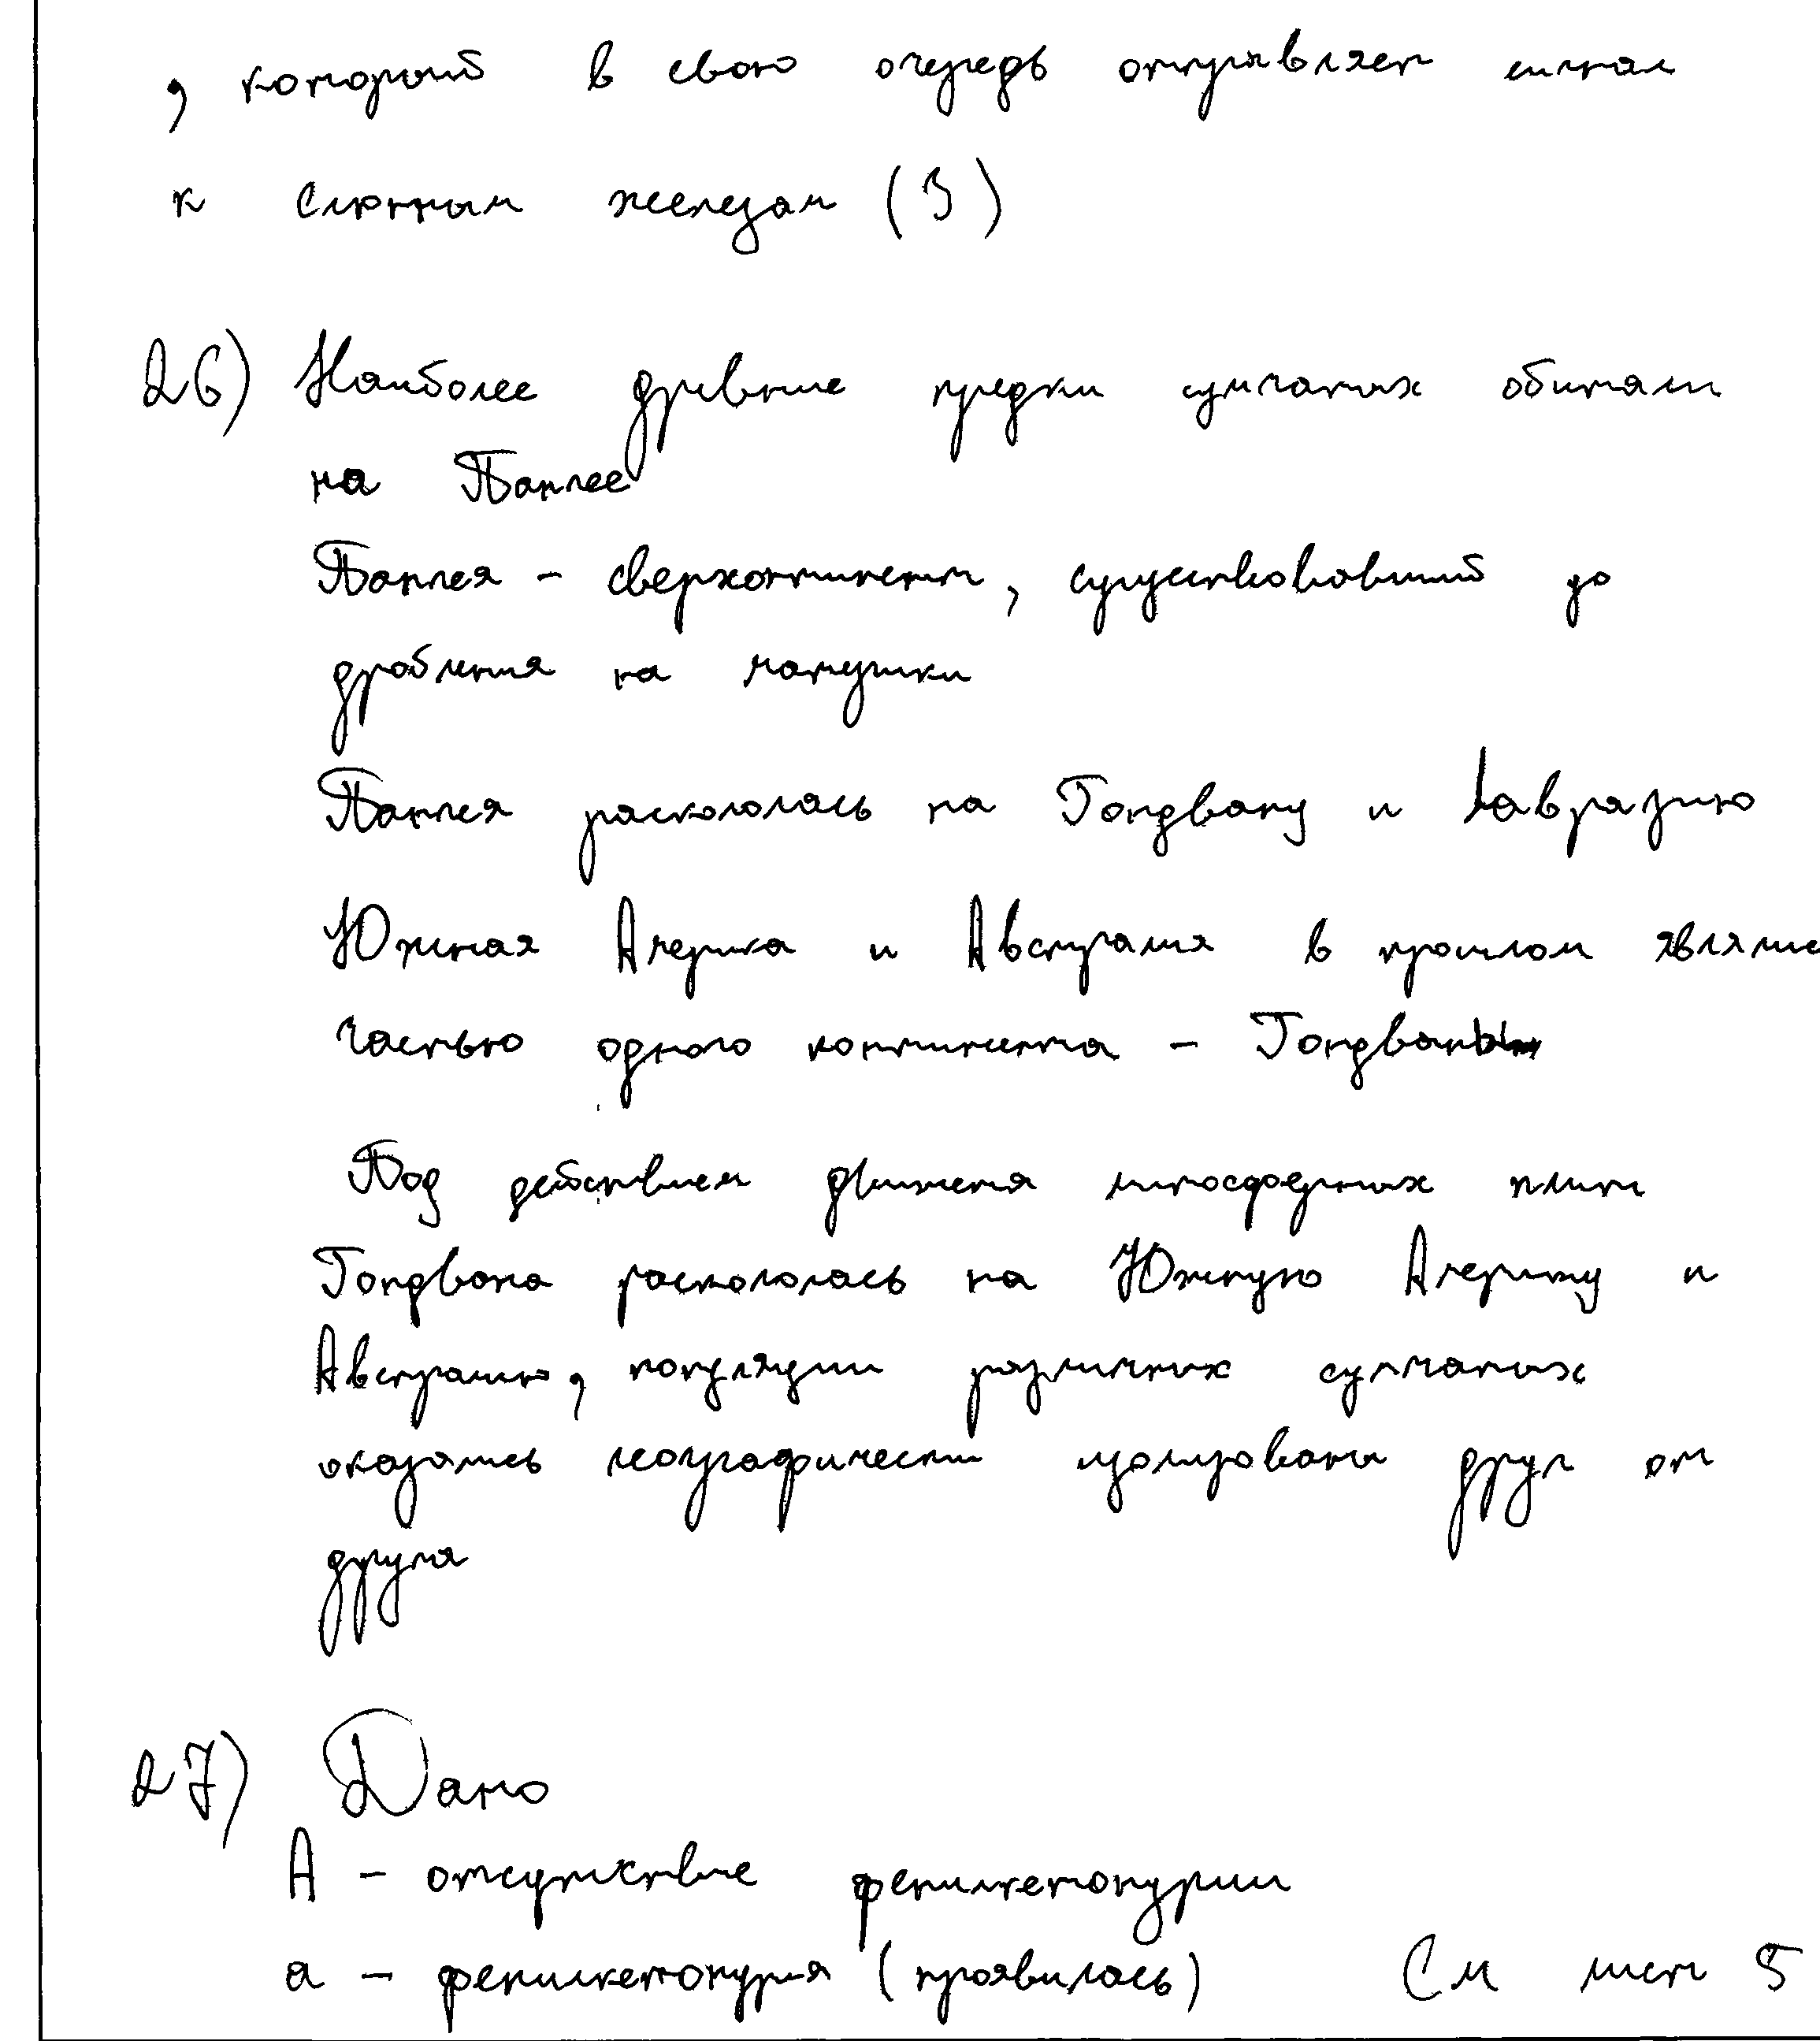 , который в свою очередь отправляет сигнал
к слюнным железам (3)
26) Наиболее древние предки сумчатых обитали
на Пангее
Пангея – сверхконтинент, существовавший до
дробления на
Пангея раскололась на Гондвану и Лавразию
Южная Америка и Австралия в прошлом являлись
частью одного континента – Гондваны
Под действием движения литосферных плит
Гондвана раскололась на Южную Америку и
Австралию, популяции различных сумчатых
оказались географически изолированы друг от
друга
27) Дано
А – отсутствие фенилкетонурии
а – фенилкетонурия (проявилась) См лист 5